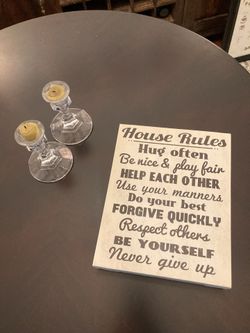 House Rules
Hug often
Be nice & play fair
HELP EACH OTHER
Use your manners
Do your best
FORGIVE QUICKLY
Respect others
BE YOURSELF
Never give up